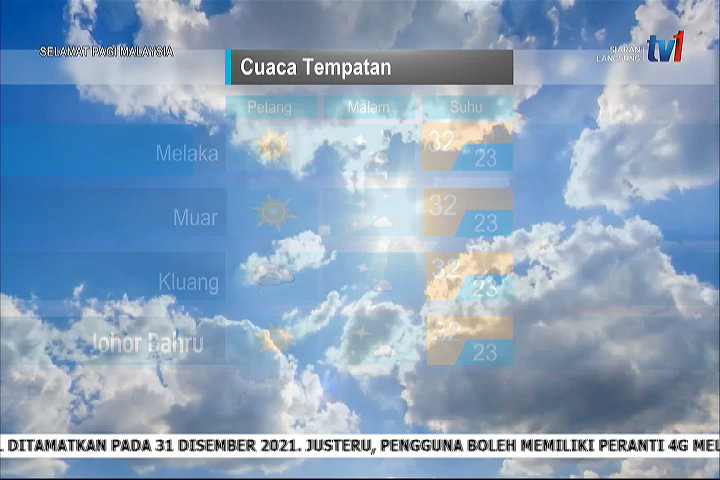 SELAMAT PAGI MALAYSIA
SIARAN
LANGSUNG
tv1
Cuaca Tempatan
Petang Malam Suhu
Melaka 32 23
Muar 32 23
Kluang 32 23
Johor Bahru 32 23
DITAMATKAN PADA 31 DISEMBER 2021. JUSTERU, PENGGUNA BOLEH MEMILIKI PERANTI 4G MEL